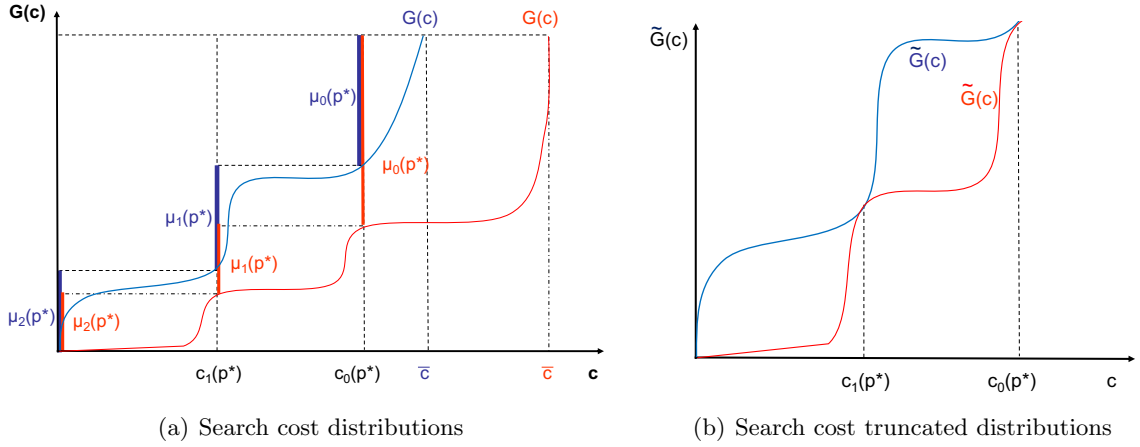 G(c)
G(c)
G(c)
μ₀(p*)
μ₀(p*)
μ₁(p*)
μ₁(p*)
μ₂(p*)
μ₂(p*)
c₁(p*)
c₀(p*)
c̅
c̅
c
(a) Search cost distributions
G̃(c)
G̃(c)
G̃(c)
c₁(p*)
c₀(p*)
c
(b) Search cost truncated distributions